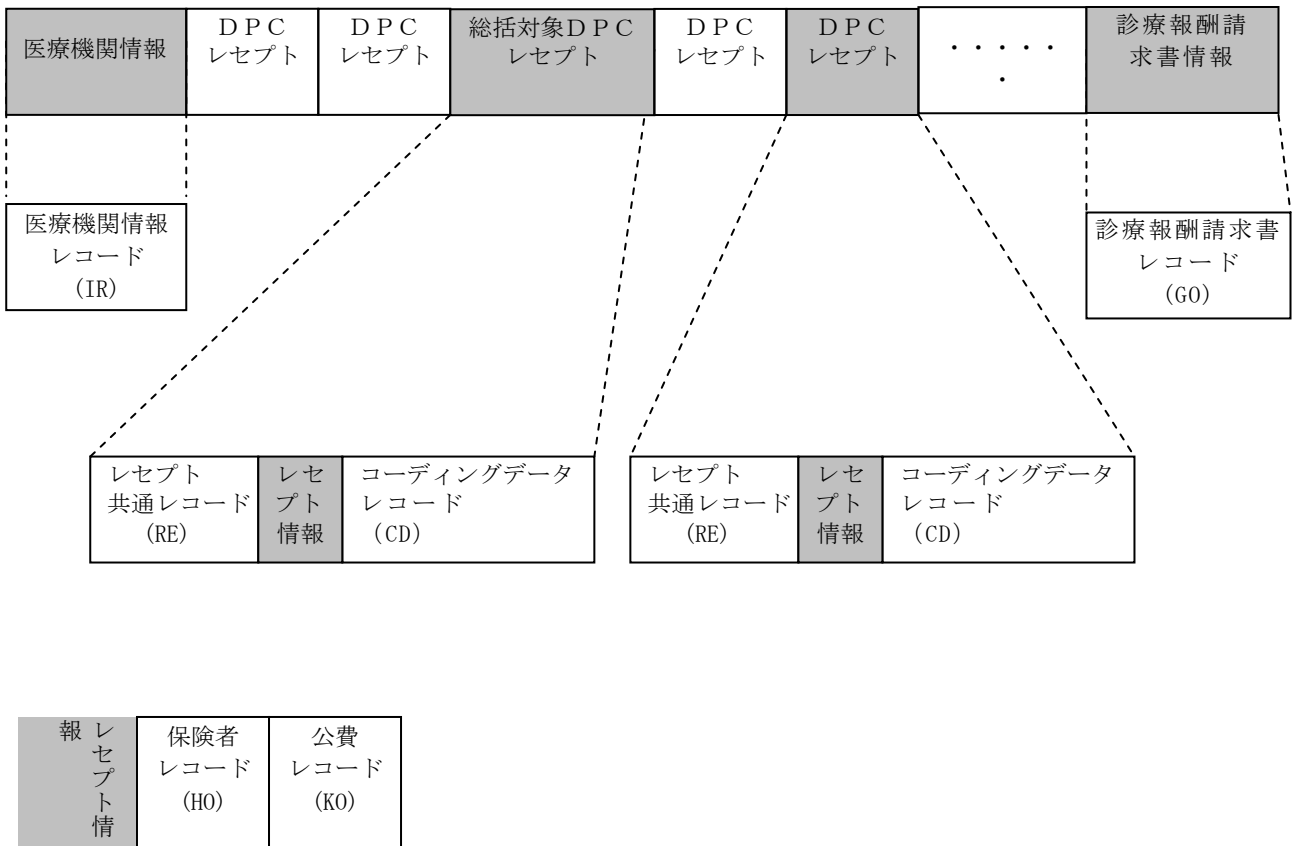 医療機関情報
ＤＰＣ
レセプト
ＤＰＣ
レセプト
総括対象ＤＰＣ
レセプト
ＤＰＣ
レセプト
ＤＰＣ
レセプト
・・・・・
・
診療報酬請
求書情報
医療機関情報
レコード
(IR)
診療報酬請求書
レコード
(GO)
レセプト
共通レコード
(RE)
レセ
プト
情報
コーディングデータ
レコード
(CD)
レセプト
共通レコード
(RE)
レセ
プト
情報
コーディングデータ
レコード
(CD)
レセプト情
報
保険者
レコード
(HO)
公費
レコード
(KO)